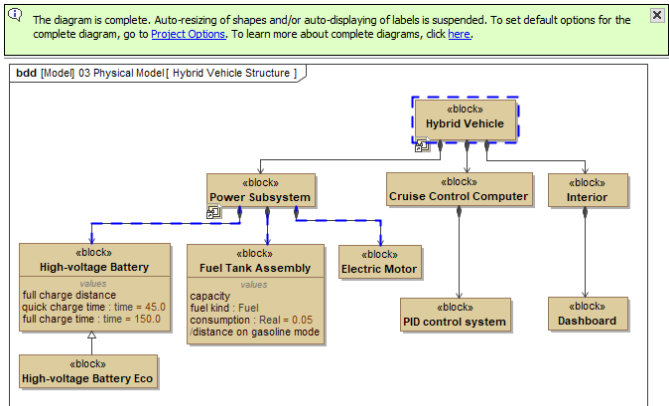 The diagram is complete. Auto-resizing of shapes and/or auto-displaying of labels is suspended. To set default options for the
complete diagram, go to Project Options. To learn more about complete diagrams, click here.
bdd [Model] 03 Physical Model[ Hybrid Vehicle Structure ]
«block»
Hybrid Vehicle
«block»
Power Subsystem
«block»
Cruise Control Computer
«block»
Interior
«block»
High-voltage Battery
values
full charge distance
quick charge time : time = 45.0
full charge time : time = 150.0
«block»
Fuel Tank Assembly
values
capacity
fuel kind : Fuel
consumption : Real = 0.05
/distance on gasoline mode
«block»
Electric Motor
«block»
PID control system
«block»
Dashboard
«block»
High-voltage Battery Eco